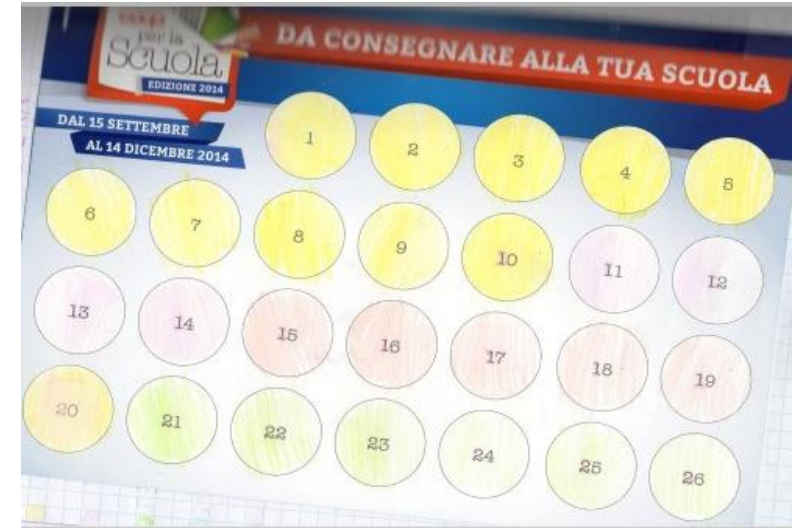 coop
per la
Scuola
EDIZIONE 2014
DA CONSEGNARE ALLA TUA SCUOLA
DAL 15 SETTEMBRE
AL 14 DICEMBRE 2014
1 2 3 4 5
6 7 8 9 10 11 12
13 14 15 16 17 18 19
20 21 22 23 24 25 26